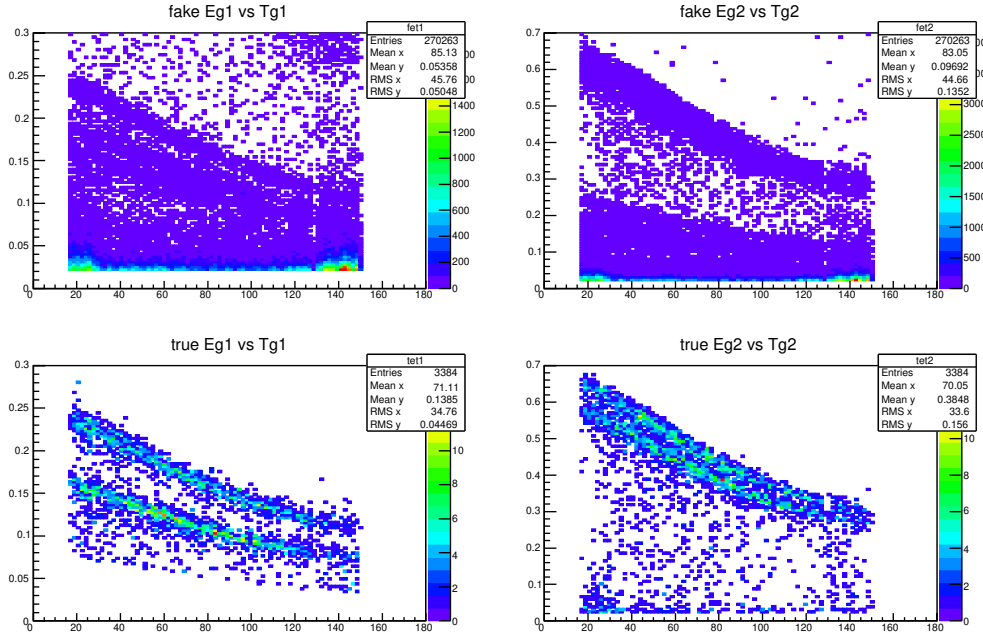 fake Eg1 vs Tg1
fet1
Entries 270263
Mean x 85.13
Mean y 0.05358
RMS x 45.76
RMS y 0.05048
0.3
0.25
0.2
0.15
0.1
0.05
0
0 20 40 60 80 100 120 140 160 180
1400
1200
1000
800
600
400
200
0
fake Eg2 vs Tg2
fet2
Entries 270263
Mean x 83.05
Mean y 0.09692
RMS x 44.66
RMS y 0.1352
0.7
0.6
0.5
0.4
0.3
0.2
0.1
0
0 20 40 60 80 100 120 140 160 180
3000
2500
2000
1500
1000
500
0
true Eg1 vs Tg1
tet1
Entries 3384
Mean x 71.11
Mean y 0.1385
RMS x 34.76
RMS y 0.04469
0.3
0.25
0.2
0.15
0.1
0.05
0
0 20 40 60 80 100 120 140 160 180
10
8
6
4
2
0
true Eg2 vs Tg2
tet2
Entries 3384
Mean x 70.05
Mean y 0.3848
RMS x 33.6
RMS y 0.156
0.7
0.6
0.5
0.4
0.3
0.2
0.1
0
0 20 40 60 80 100 120 140 160 180
10
8
6
4
2
0